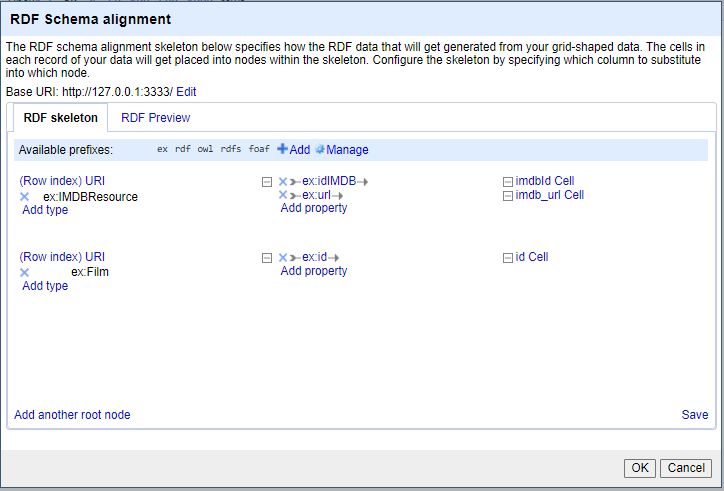 RDF Schema alignment
The RDF schema alignment skeleton below specifies how the RDF data that will get generated from your grid-shaped data. The cells in
each record of your data will get placed into nodes within the skeleton. Configure the skeleton by specifying which column to substitute
into which node.
Base URI: http://127.0.0.1:3333/ Edit
RDF skeleton RDF Preview
Available prefixes: ex rdf owl rdfs foaf Add Manage
(Row index) URI ex:idIMDB imdbId Cell
ex:IMDBResource ex:url imdb_url Cell
Add type Add property
(Row index) URI ex:id id Cell
ex:Film Add property
Add type
Add another root node Save
OK Cancel